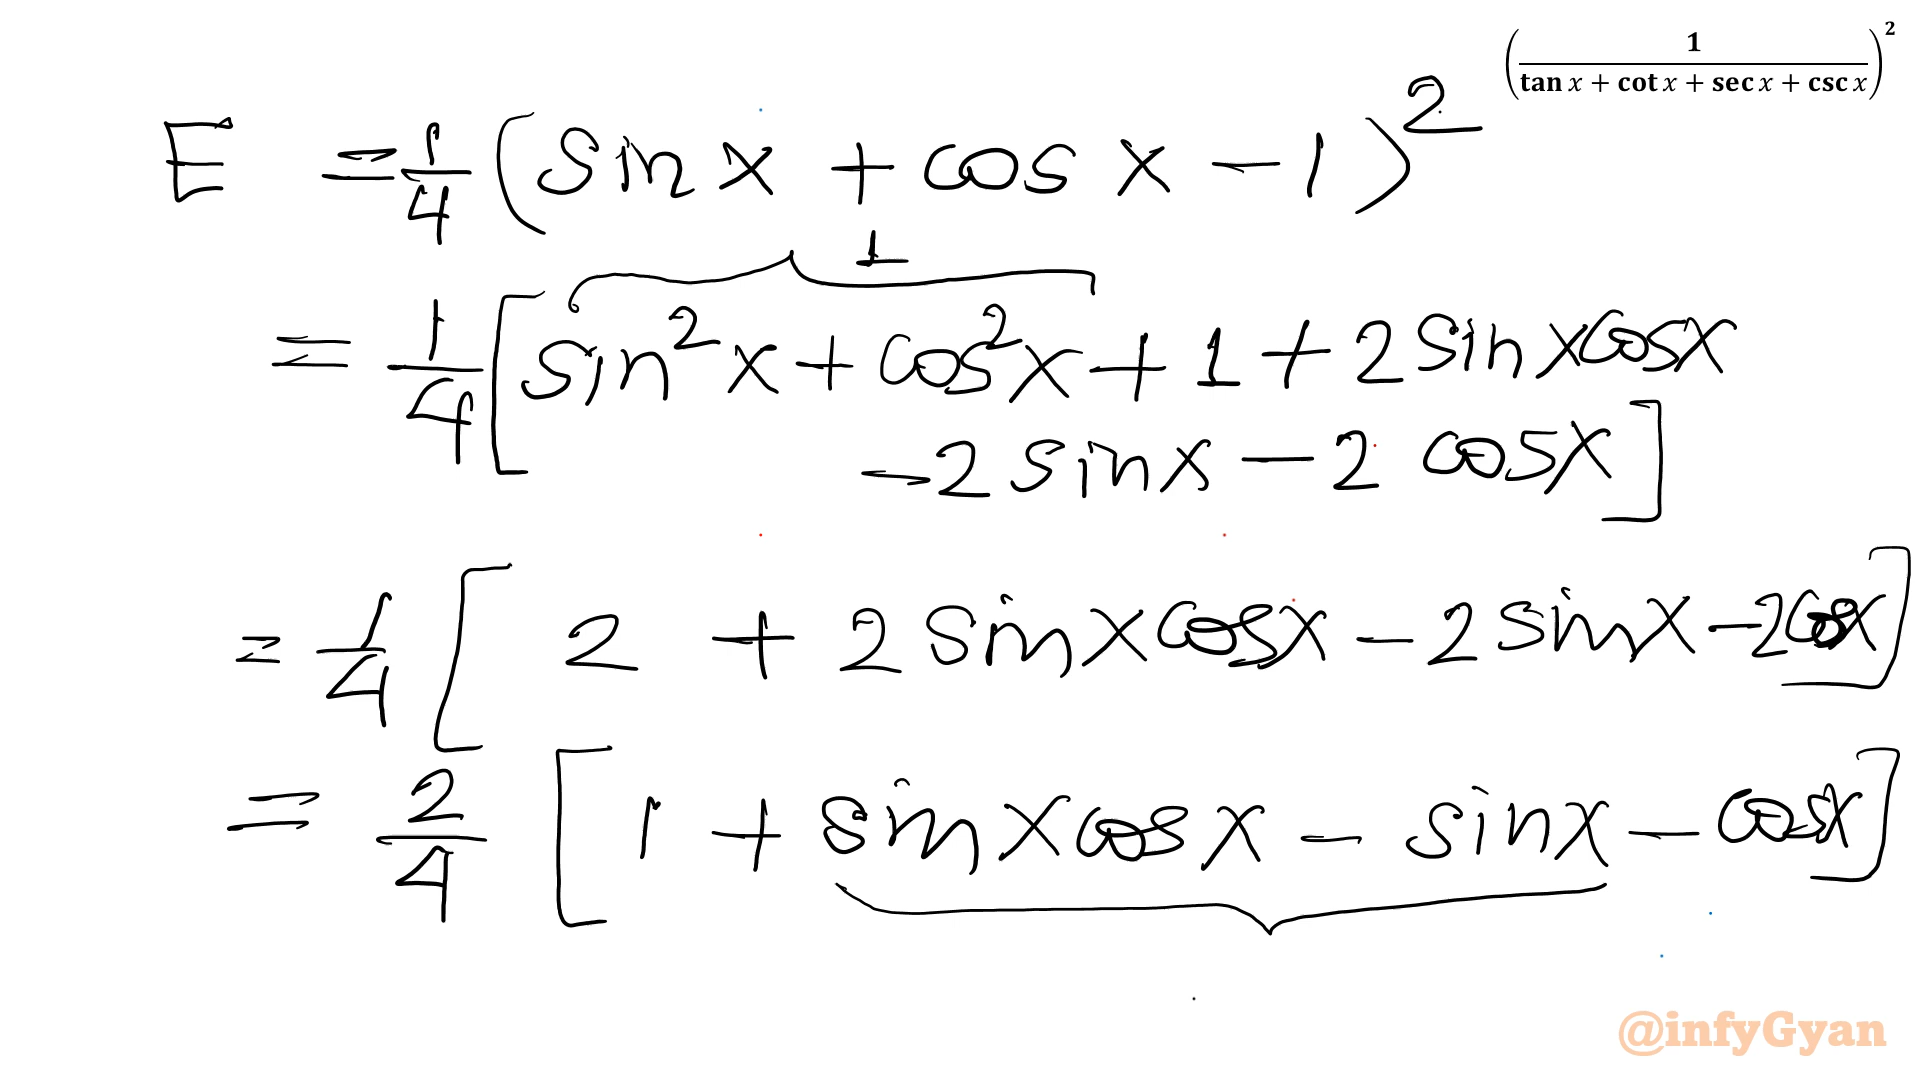 (1/(tan x + cot x + sec x + csc x))²
E = 1/4 (sin x + cos x - 1)²
1
= 1/4 [sin² x + cos² x + 1 + 2 sin x cos x
- 2 sin x - 2 cos x]
= 1/4 [2 + 2 sin x cos x - 2 sin x - 2 cos x]
= 2/4 [1 + sin x cos x - sin x - cos x]
@infyGyan